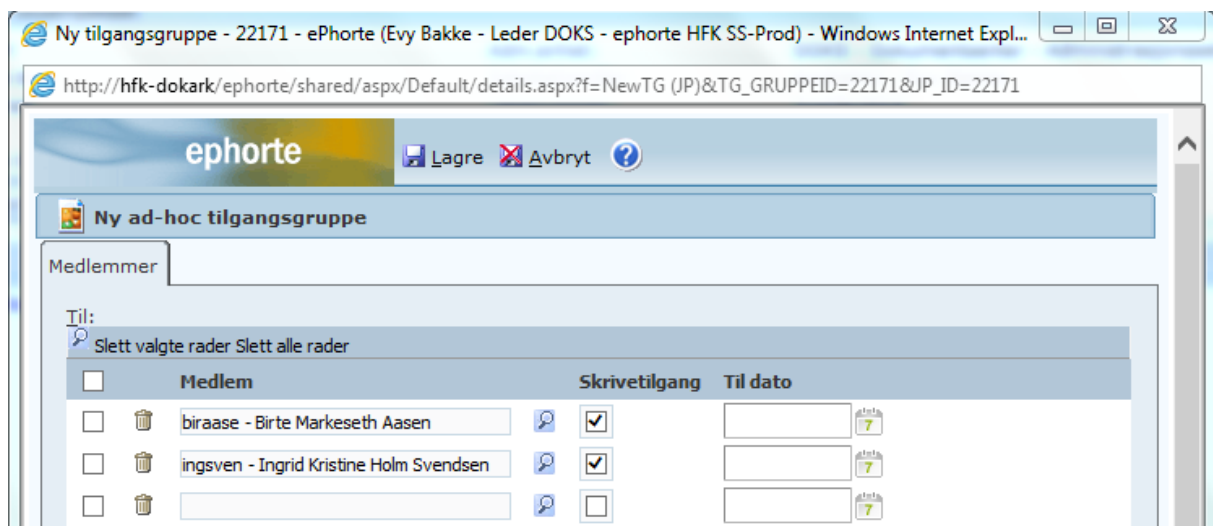 Ny tilgangsgruppe - 22171 - ePhorte (Evy Bakke - Leder DOKS - ephorte HFK SS-Prod) - Windows Internet Expl...
http://hfk-dokark/ephorte/shared/aspx/Default/details.aspx?f=NewTG (JP)&TG_GRUPPEID=22171&JP_ID=22171
ephorte Lagre Avbryt ?
Ny ad-hoc tilgangsgruppe
Medlemmer
Til:
Slett valgte rader Slett alle rader
Medlem Skrivetilgang Til dato
biraase - Birte Markeseth Aasen 7
ingsven - Ingrid Kristine Holm Svendsen 7
7